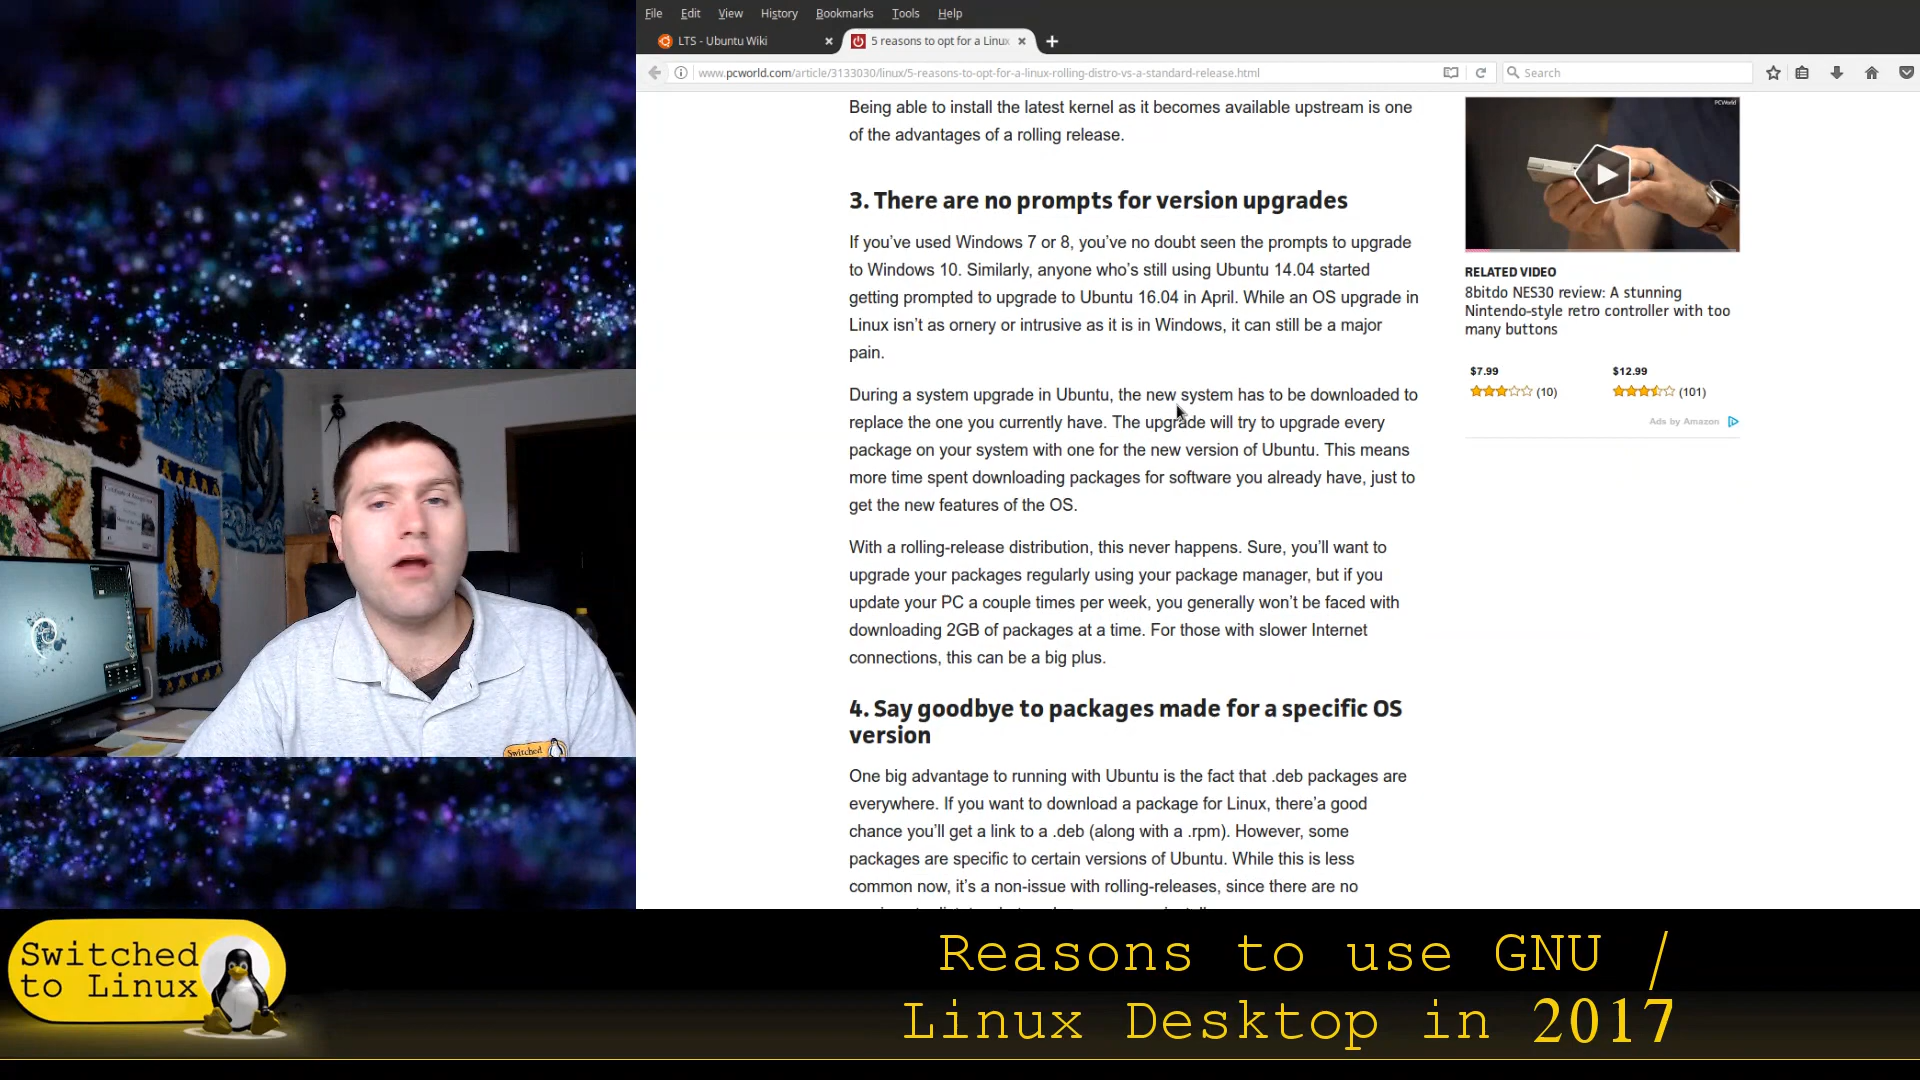 File Edit View History Bookmarks Tools Help
LTS - Ubuntu Wiki
5 reasons to opt for a Linux
www.pcworld.com/article/3133030/linux/5-reasons-to-opt-for-a-linux-rolling-distro-vs-a-standard-release.html
Search
Being able to install the latest kernel as it becomes available upstream is one
of the advantages of a rolling release.
3. There are no prompts for version upgrades
If you’ve used Windows 7 or 8, you’ve no doubt seen the prompts to upgrade
to Windows 10. Similarly, anyone who’s still using Ubuntu 14.04 started
getting prompted to upgrade to Ubuntu 16.04 in April. While an OS upgrade in
Linux isn’t as ornery or intrusive as it is in Windows, it can still be a major
pain.
During a system upgrade in Ubuntu, the new system has to be downloaded to
replace the one you currently have. The upgrade will try to upgrade every
package on your system with one for the new version of Ubuntu. This means
more time spent downloading packages for software you already have, just to
get the new features of the OS.
With a rolling-release distribution, this never happens. Sure, you’ll want to
upgrade your packages regularly using your package manager, but if you
update your PC a couple times per week, you generally won’t be faced with
downloading 2GB of packages at a time. For those with slower Internet
connections, this can be a big plus.
4. Say goodbye to packages made for a specific OS
version
One big advantage to running with Ubuntu is the fact that .deb packages are
everywhere. If you want to download a package for Linux, there’a good
chance you’ll get a link to a .deb (along with a .rpm). However, some
packages are specific to certain versions of Ubuntu. While this is less
common now, it’s a non-issue with rolling-releases, since there are no
PCWorld
RELATED VIDEO
8bitdo NES30 review: A stunning
Nintendo-style retro controller with too
many buttons
$7.99 $12.99
(10) (101)
Ads by Amazon
Switched
Switched
to Linux
Reasons to use GNU /
Linux Desktop in 2017